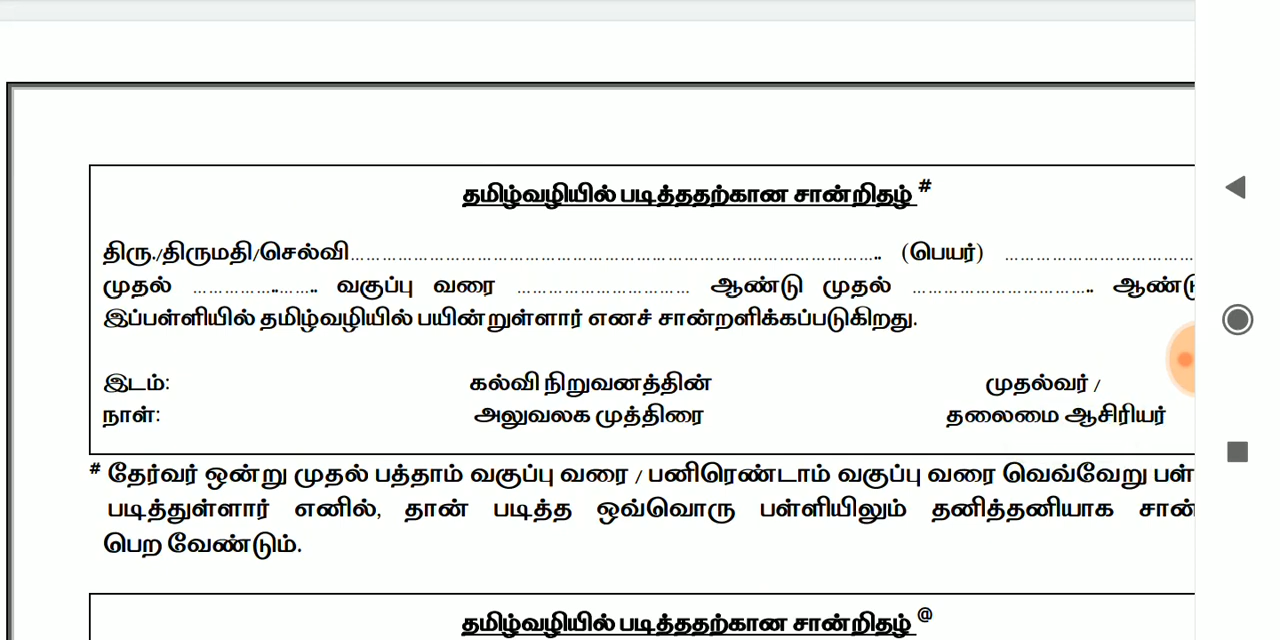 தமிழ்வழியில் படித்ததற்கான சான்றிதழ் #
திரு./திருமதி/செல்வி…………………………………………………………………………………….. (பெயர்) ………………………………
முதல் ……………..…….. வகுப்பு வரை …………………………… ஆண்டு முதல் …………………………….. ஆண்டு
இப்பள்ளியில் தமிழ்வழியில் பயின்றுள்ளார் எனச் சான்றளிக்கப்படுகிறது.
இடம்: கல்வி நிறுவனத்தின் முதல்வர் /
நாள்: அலுவலக முத்திரை தலைமை ஆசிரியர்
# தேர்வர் ஒன்று முதல் பத்தாம் வகுப்பு வரை / பனிரெண்டாம் வகுப்பு வரை வெவ்வேறு பள்
படித்துள்ளார் எனில், தான் படித்த ஒவ்வொரு பள்ளியிலும் தனித்தனியாக சான்
பெற வேண்டும்.
தமிழ்வழியில் படித்ததற்கான சான்றிதழ் @